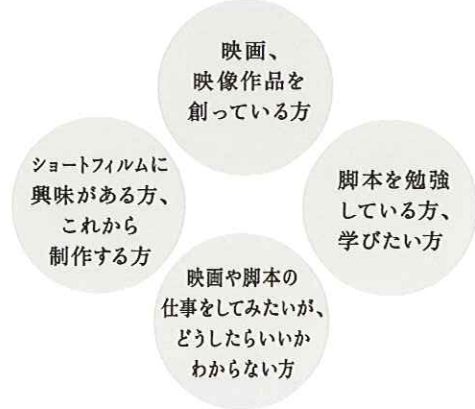 映画、
映像作品を
創っている方
ショートフィルムに
興味がある方、
これから
制作する方
脚本を勉強
している方、
学びたい方
映画や脚本の
仕事をしてみたいが、
どうしたらいいか
わからない方